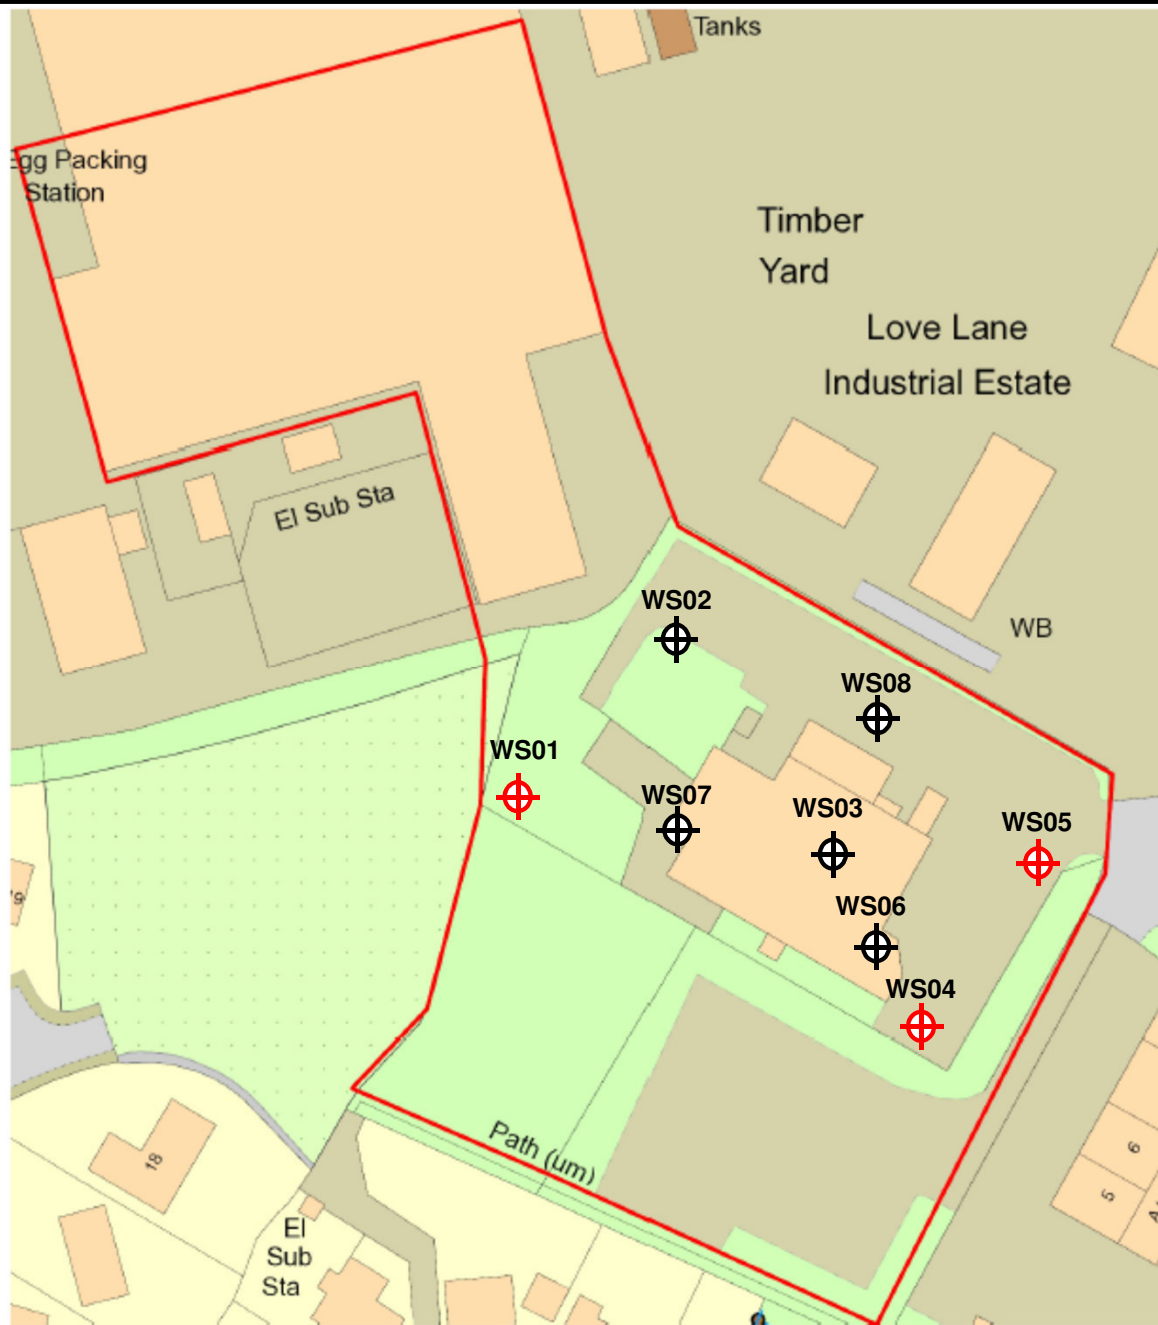 Tanks
Egg Packing
Station
Timber
Yard
Love Lane
Industrial Estate
El Sub Sta
WS02
WB
WS08
WS01
WS07
WS03
WS05
WS06
WS04
Path (um)
18
6
5
El
Sub
Sta